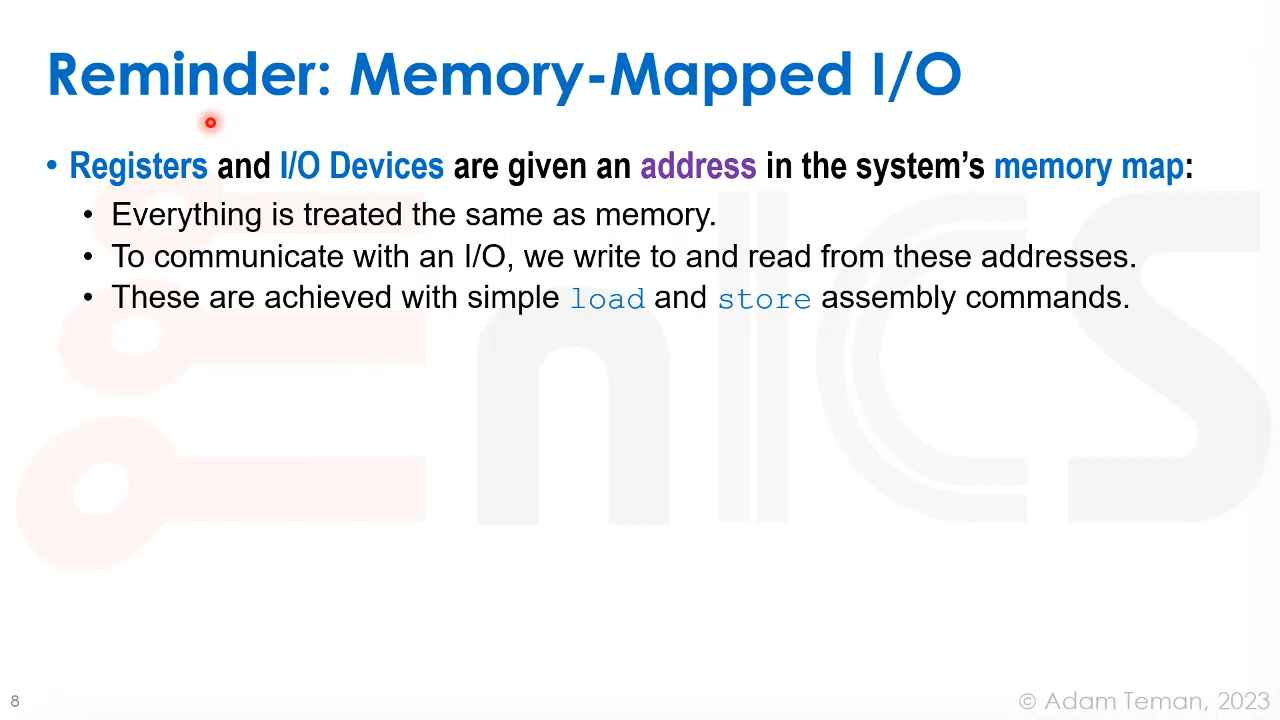 Reminder: Memory-Mapped I/O
• Registers and I/O Devices are given an address in the system’s memory map:
• Everything is treated the same as memory.
• To communicate with an I/O, we write to and read from these addresses.
• These are achieved with simple load and store assembly commands.
EnICS
8
© Adam Teman, 2023